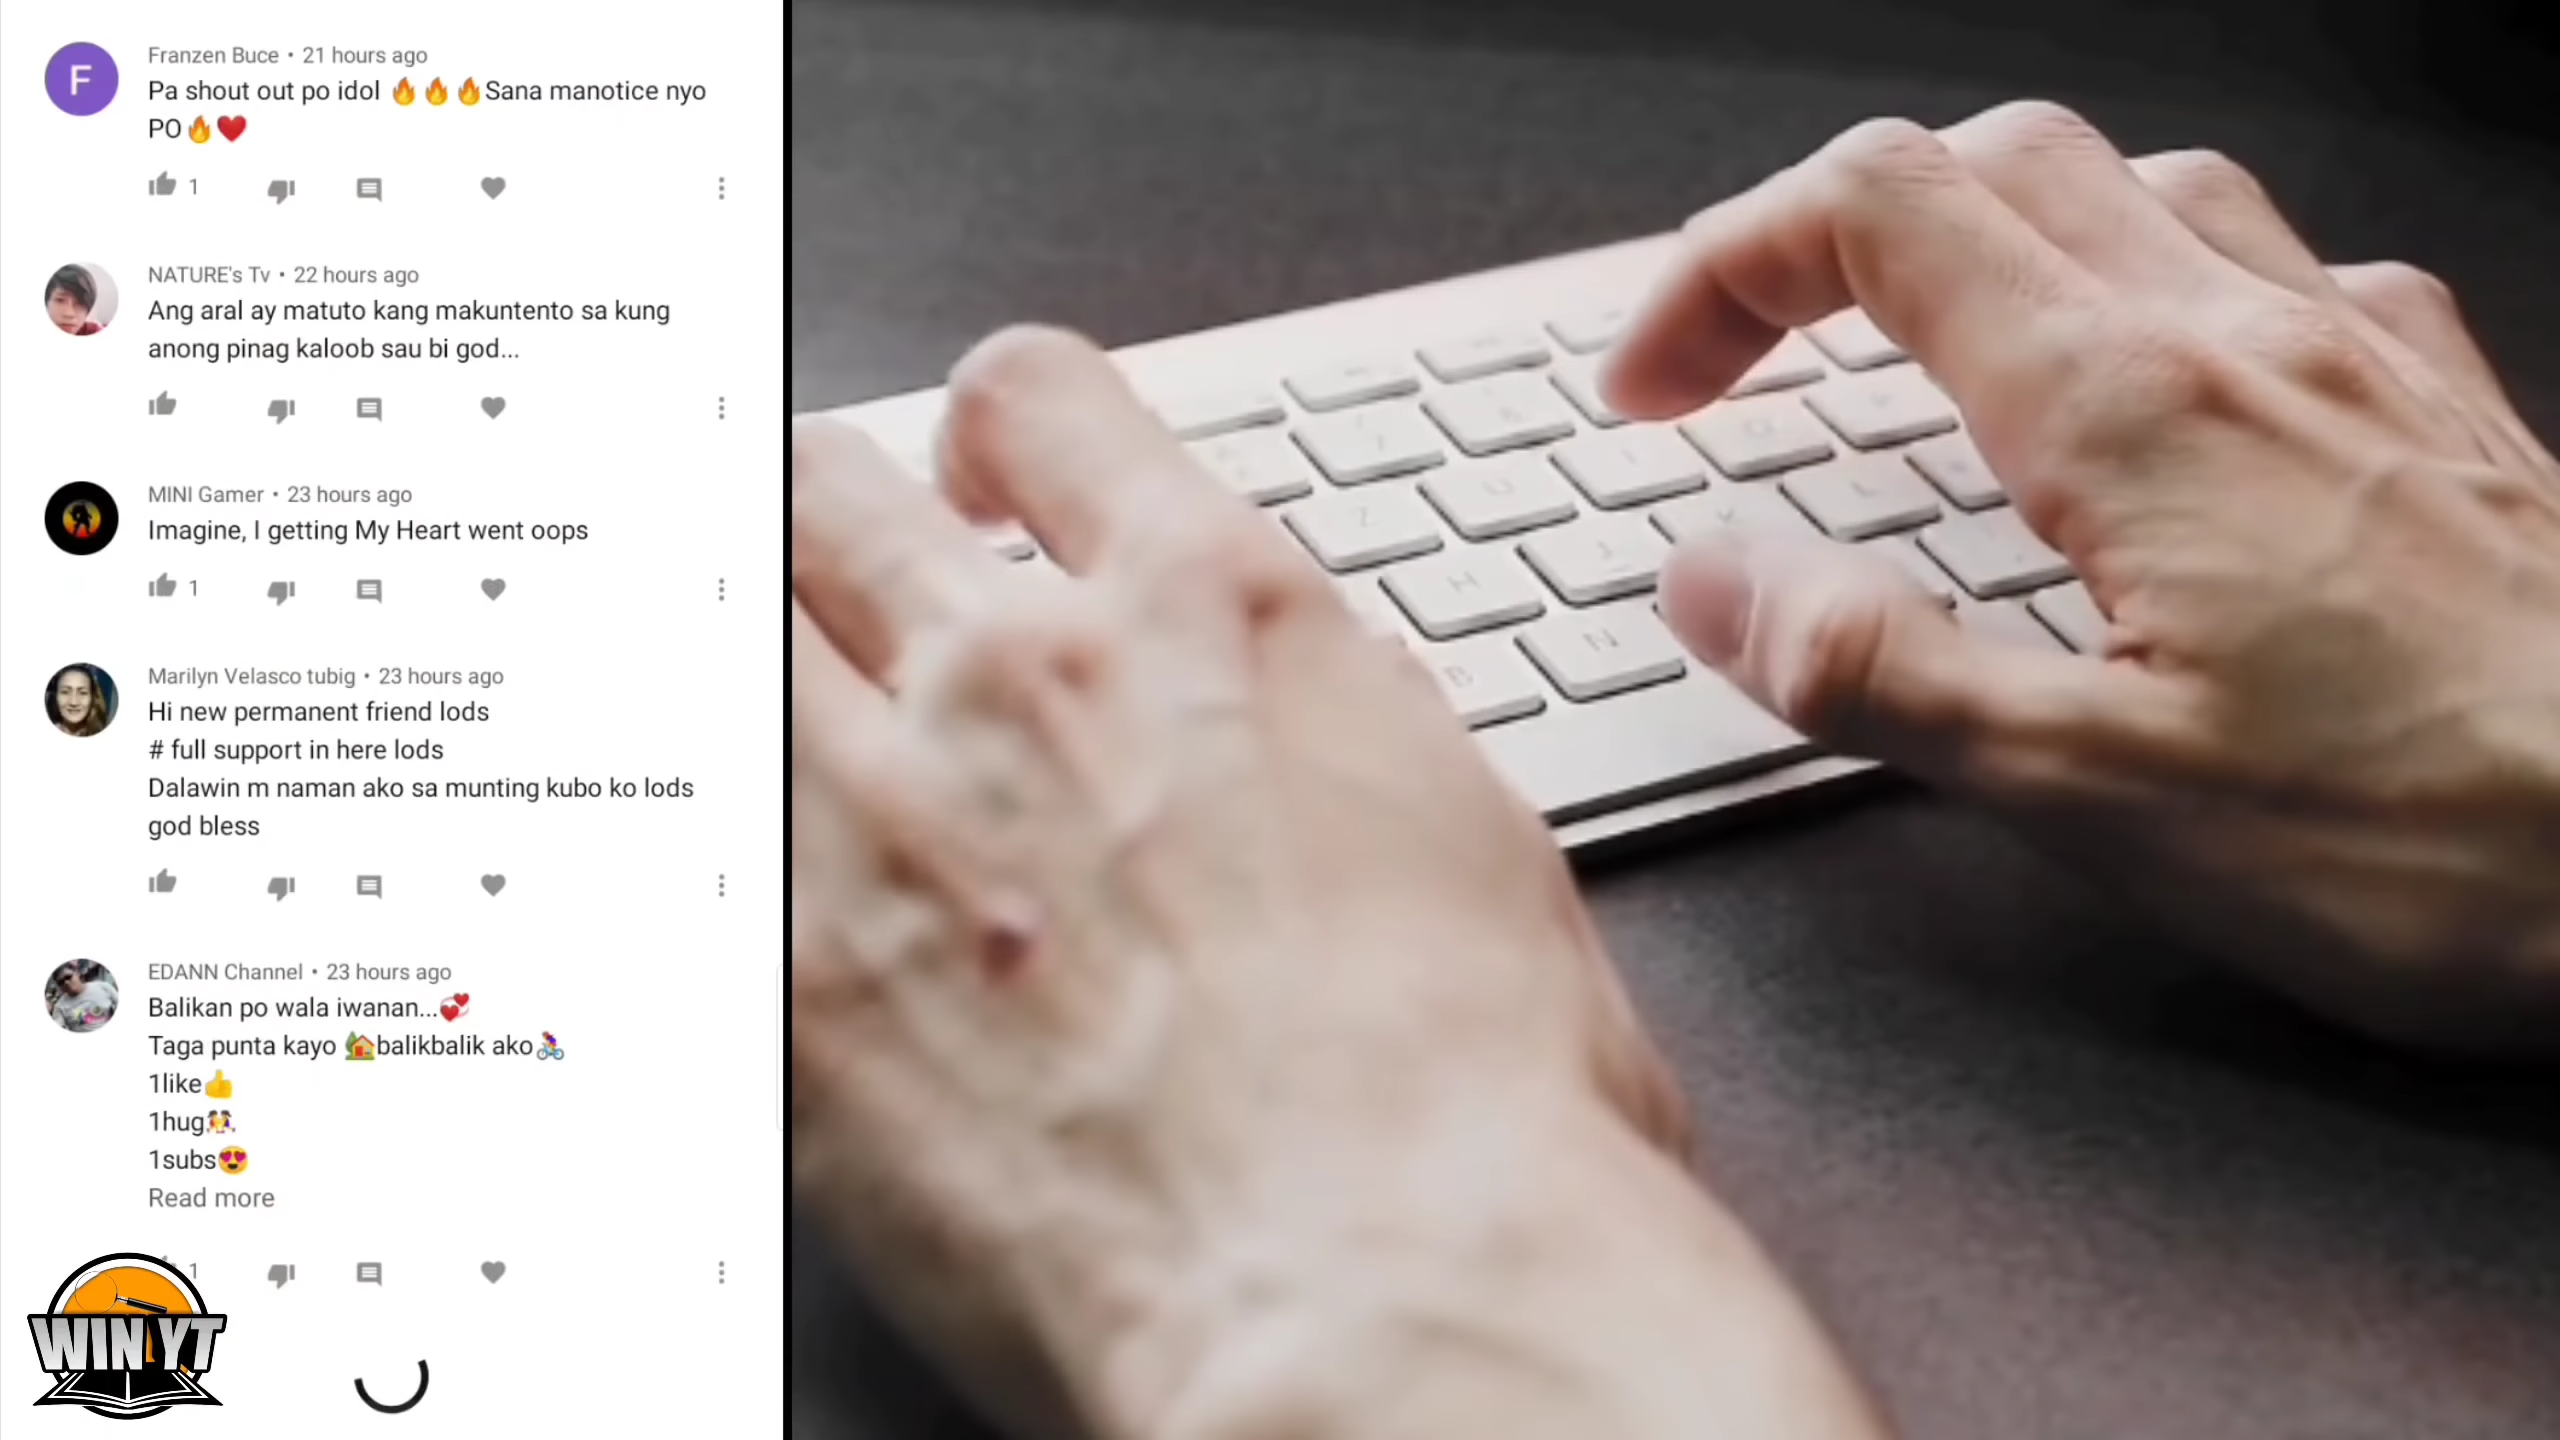 Franzen Buce • 21 hours ago
Pa shout out po idol 🔥🔥🔥Sana manotice nyo
PO🔥❤️
1
NATURE's Tv • 22 hours ago
Ang aral ay matuto kang makuntento sa kung
anong pinag kaloob sau bi god...
MINI Gamer • 23 hours ago
Imagine, I getting My Heart went oops
1
Marilyn Velasco tubig • 23 hours ago
Hi new permanent friend lods
# full support in here lods
Dalawin m naman ako sa munting kubo ko lods
god bless
EDANN Channel • 23 hours ago
Balikan po wala iwanan...💞
Taga punta kayo 🏡balikbalik ako🚴‍♀️
1like👍
1hug👯
1subs😍
Read more
1
WIN YT
F
Z U I O
H J K L
B N